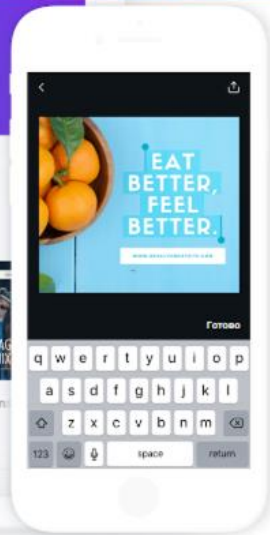 EAT
BETTER,
FEEL
BETTER.
Готово
q w e r t y u i o p
a s d f g h j k l
z x c v b n m
123 space return